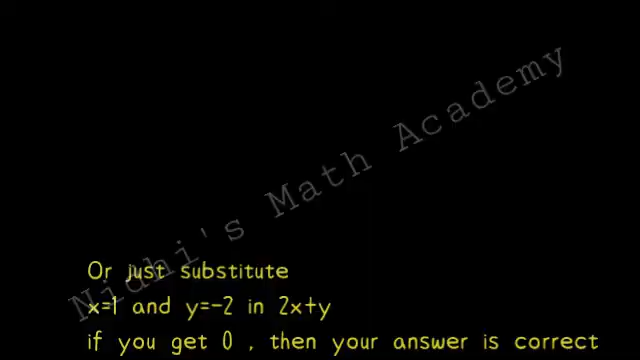 Nidhi's Math Academy
Or just substitute
x=1 and y=-2 in 2x+y
if you get 0 , then your answer is correct